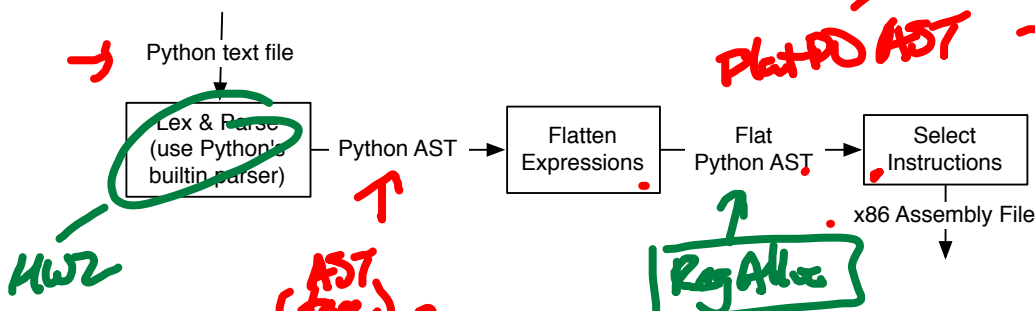 Python text file
Lex & Parse
(use Python's
builtin parser)
Python AST
Flatten
Expressions
Flat
Python AST
Select
Instructions
x86 Assembly File
AST
HW2
AST
RegAlloc